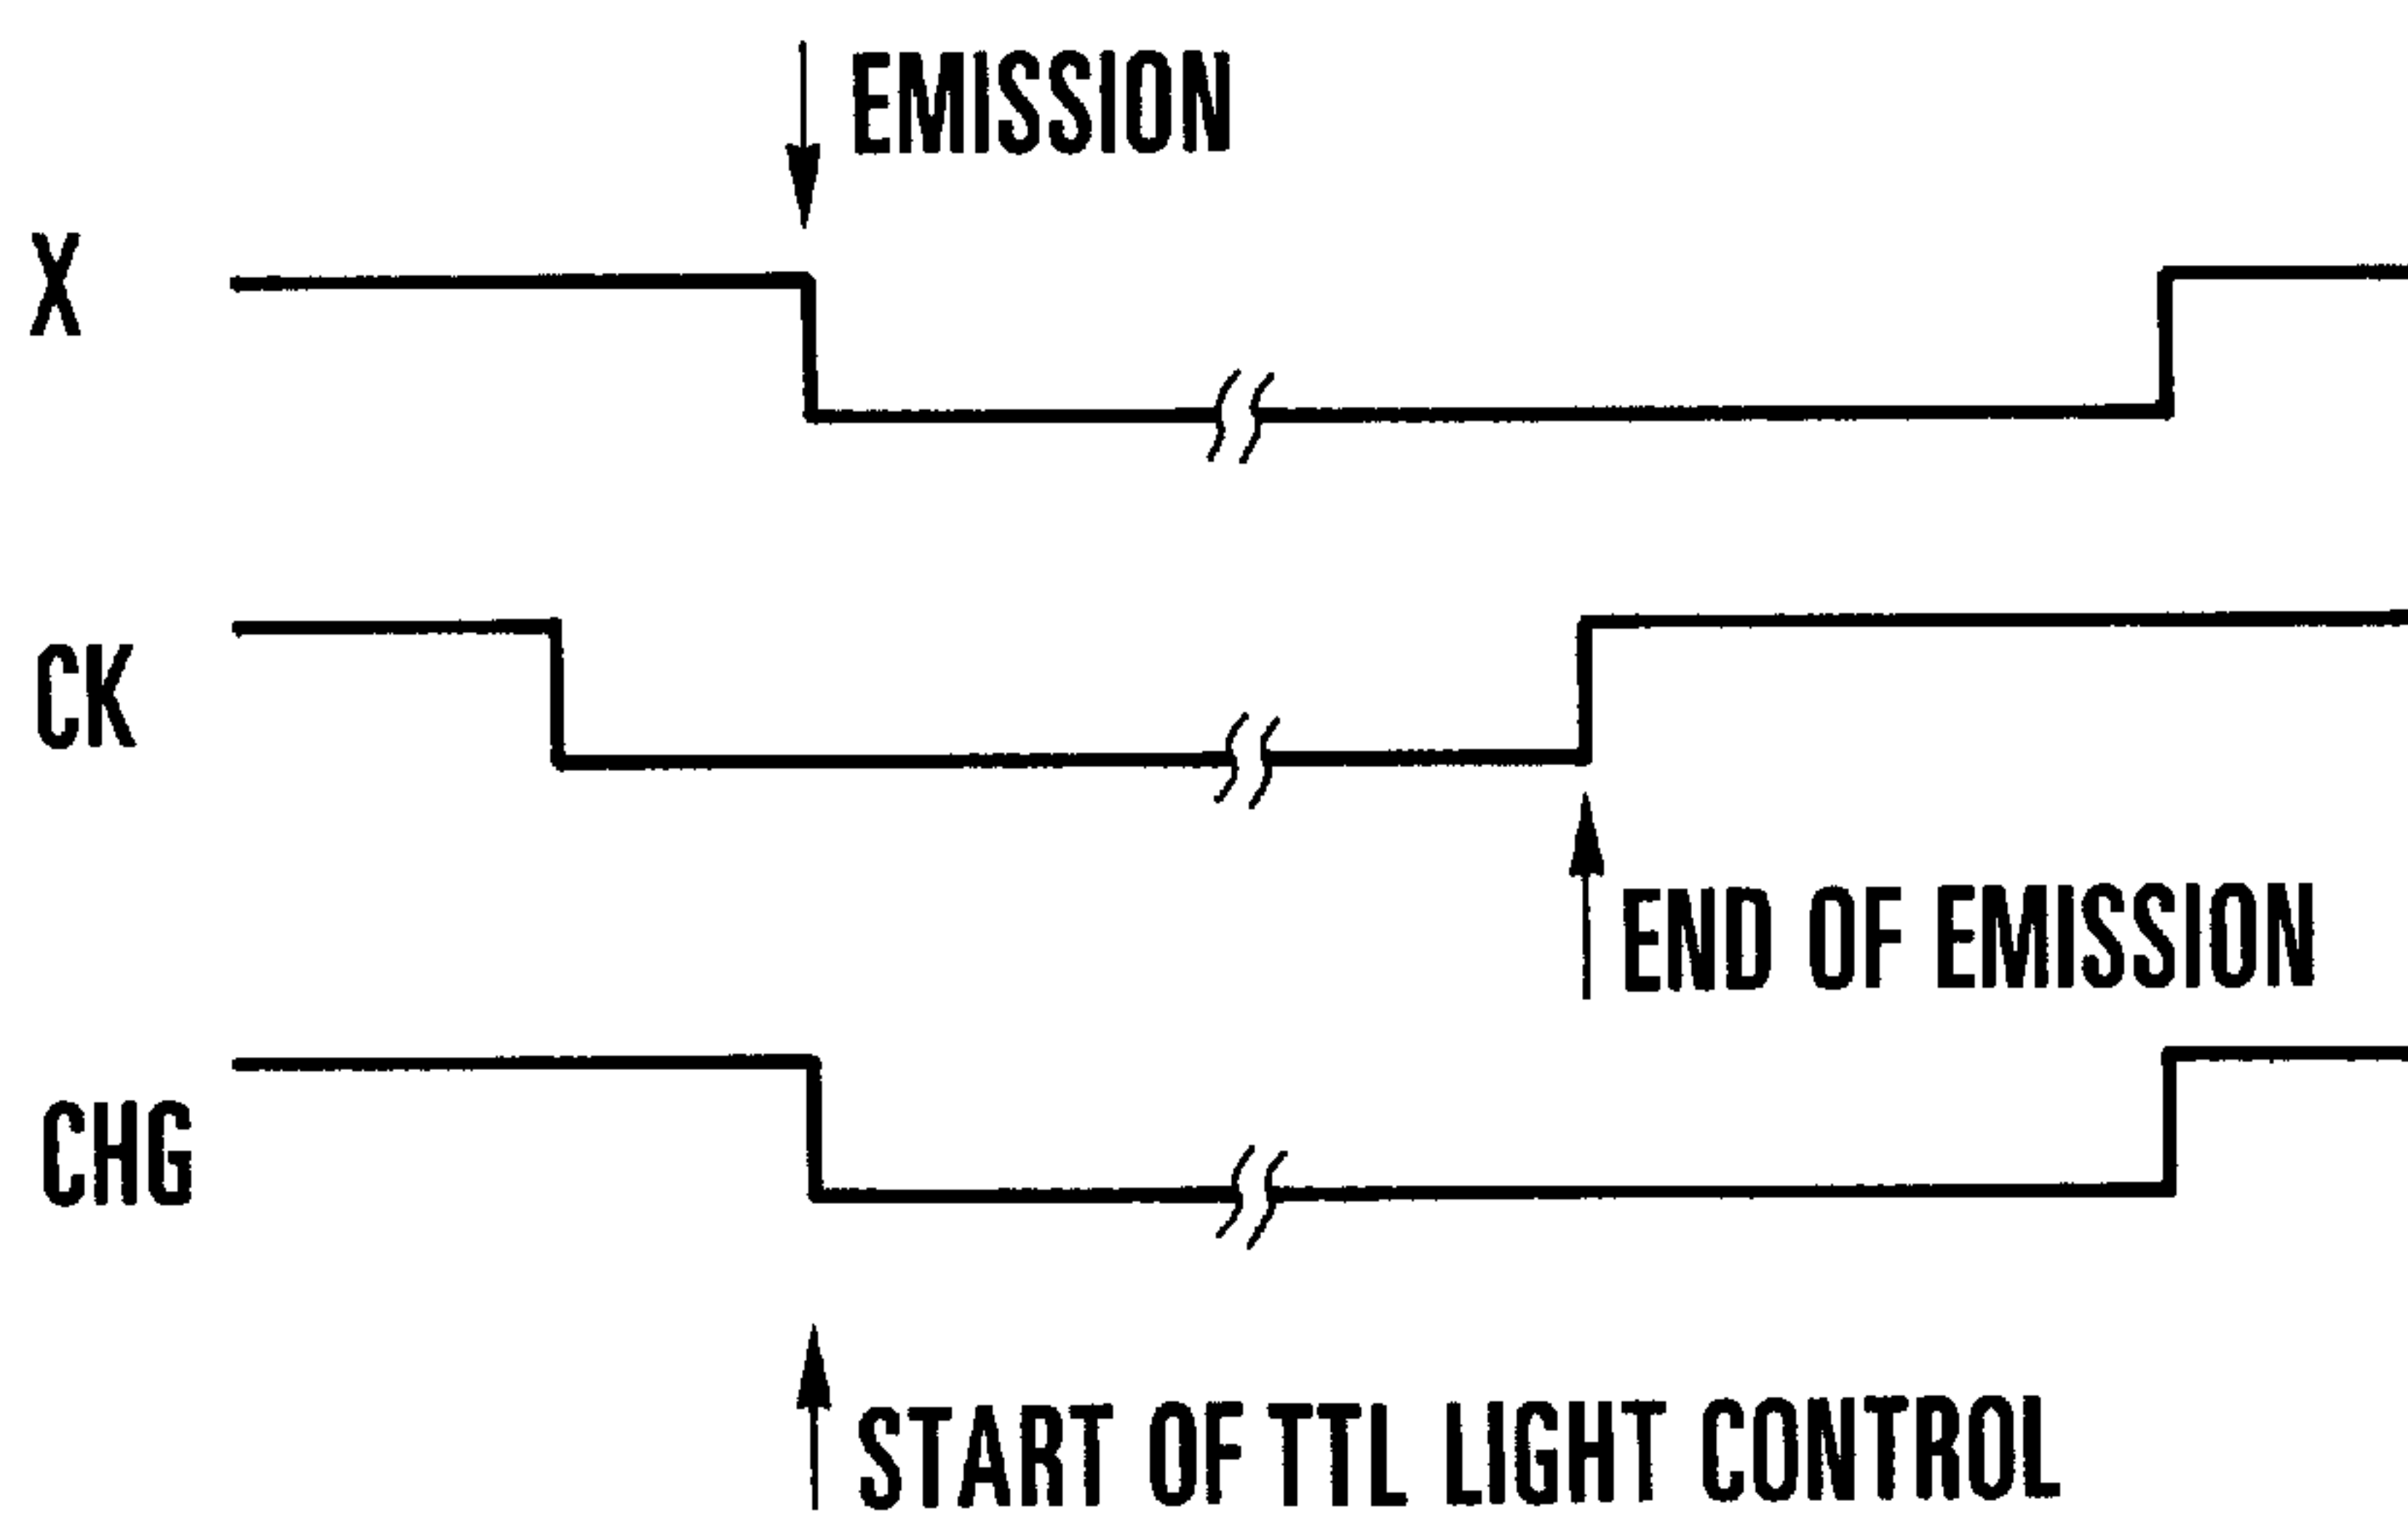 EMISSION
X
CK
END OF EMISSION
CHG
START OF TTL LIGHT CONTROL